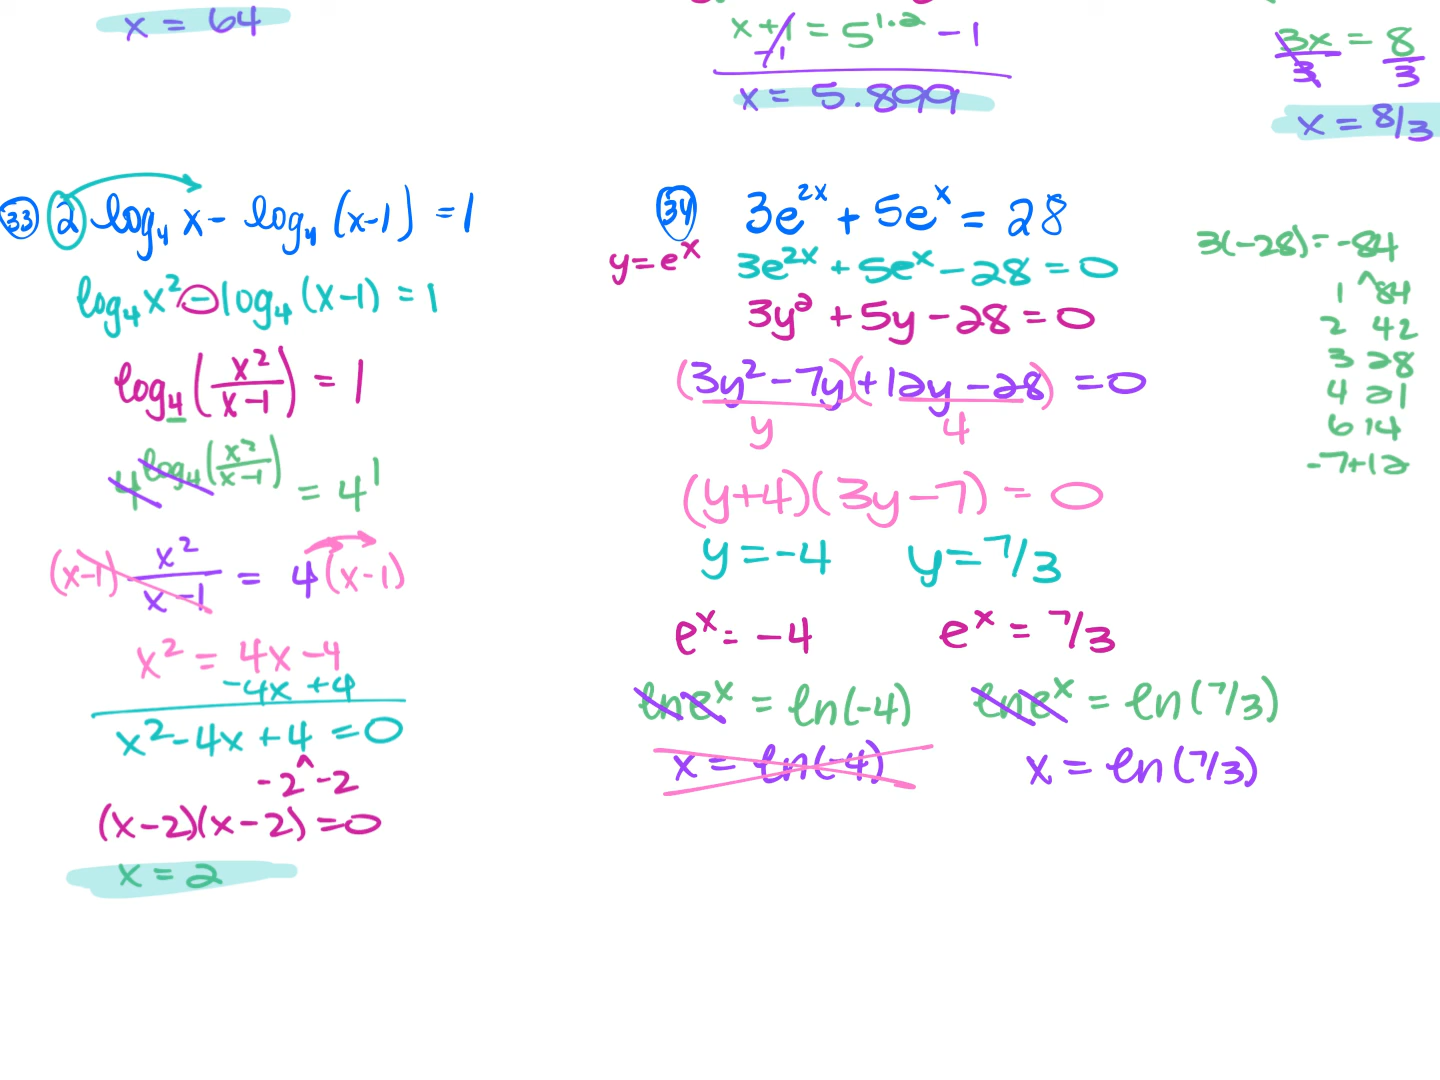 x = 64
x + 1 = 5^1.2 - 1
-1
x = 5.899
3x = 8
3 3
x = 8/3
33 2 log₄ x - log₄ (x-1) = 1
log₄ x² - log₄ (x-1) = 1
log₄ (x²/(x-1)) = 1
4^log₄(x²/(x-1)) = 4^1
(x-1) x²/(x-1) = 4 (x-1)
x² = 4x - 4
-4x +4
x² - 4x + 4 = 0
-2 ^ -2
(x-2)(x-2) = 0
x = 2
34 3e^2x + 5e^x = 28
y = e^x 3e^2x + 5e^x - 28 = 0
3y² + 5y - 28 = 0
(3y² - 7y)(+12y - 28) = 0
y 4
(y+4)(3y-7) = 0
y = -4 y = 7/3
e^x = -4 e^x = 7/3
ln e^x = ln(-4) ln e^x = ln(7/3)
x = ln(-4) x = ln(7/3)
3(-28) = -84
1 ^ 84
2 42
3 28
4 21
6 14
-7+12